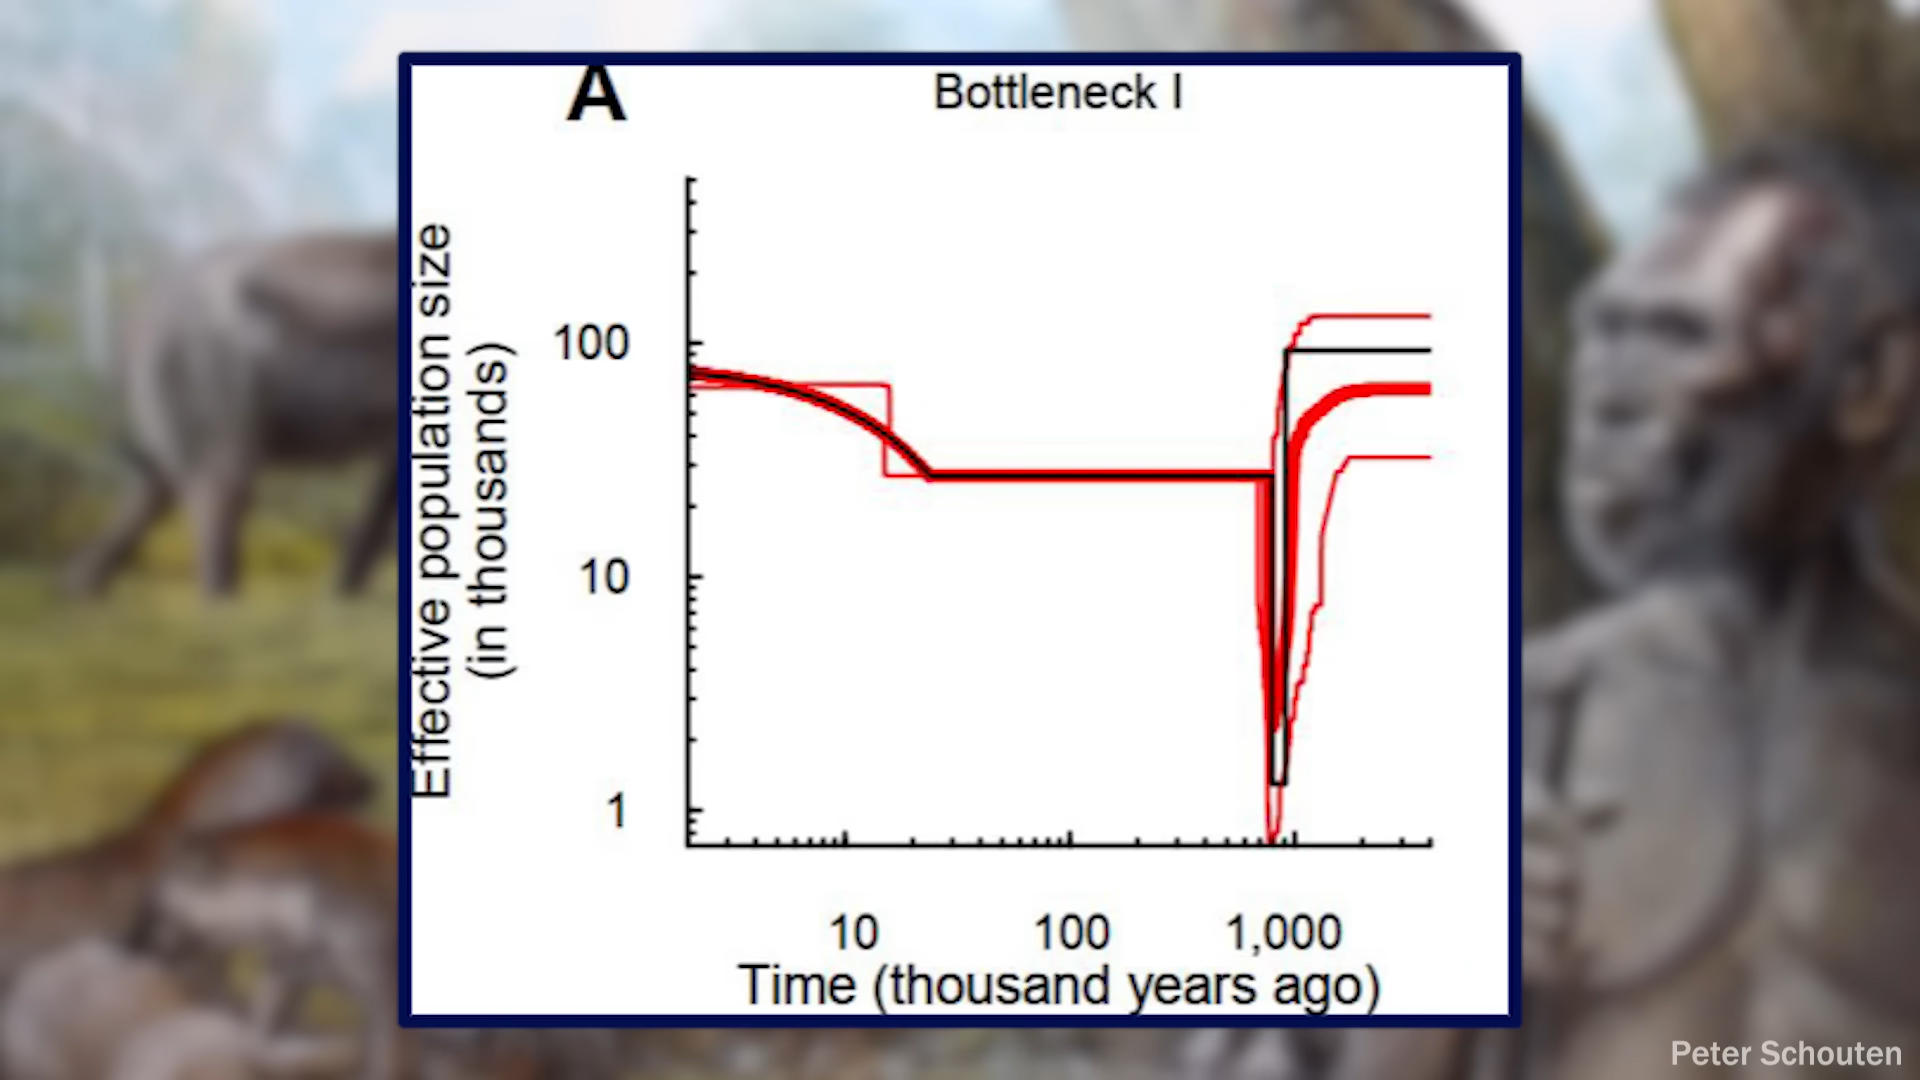 A
Bottleneck I
Effective population size
(in thousands)
100
10
1
10 100 1,000
Time (thousand years ago)
Peter Schouten